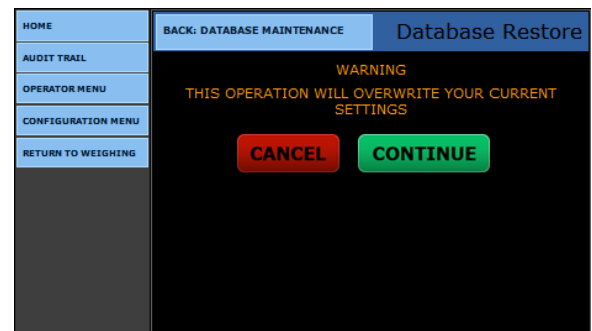 HOME
AUDIT TRAIL
OPERATOR MENU
CONFIGURATION MENU
RETURN TO WEIGHING
BACK: DATABASE MAINTENANCE
Database Restore
WARNING
THIS OPERATION WILL OVERWRITE YOUR CURRENT
SETTINGS
CANCEL
CONTINUE